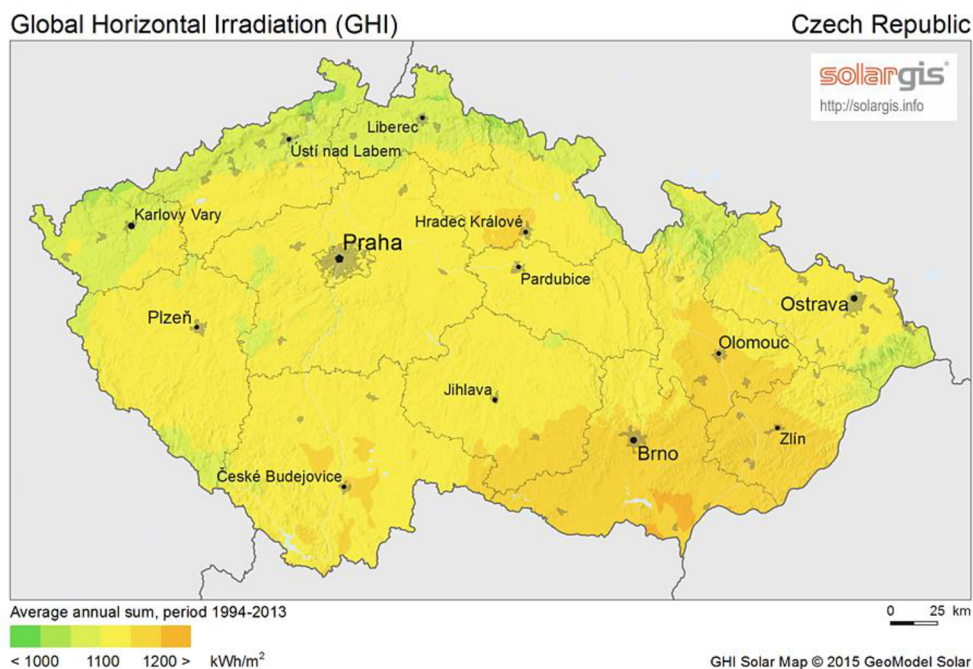 Global Horizontal Irradiation (GHI)
Czech Republic
solargis®
http://solargis.info
Liberec
Ústí nad Labem
Karlovy Vary
Hradec Králové
Praha
Pardubice
Plzeň
Ostrava
Olomouc
Jihlava
Zlín
Brno
České Budejovice
Average annual sum, period 1994-2013
0 25 km
< 1000 1100 1200 > kWh/m²
GHI Solar Map © 2015 GeoModel Solar